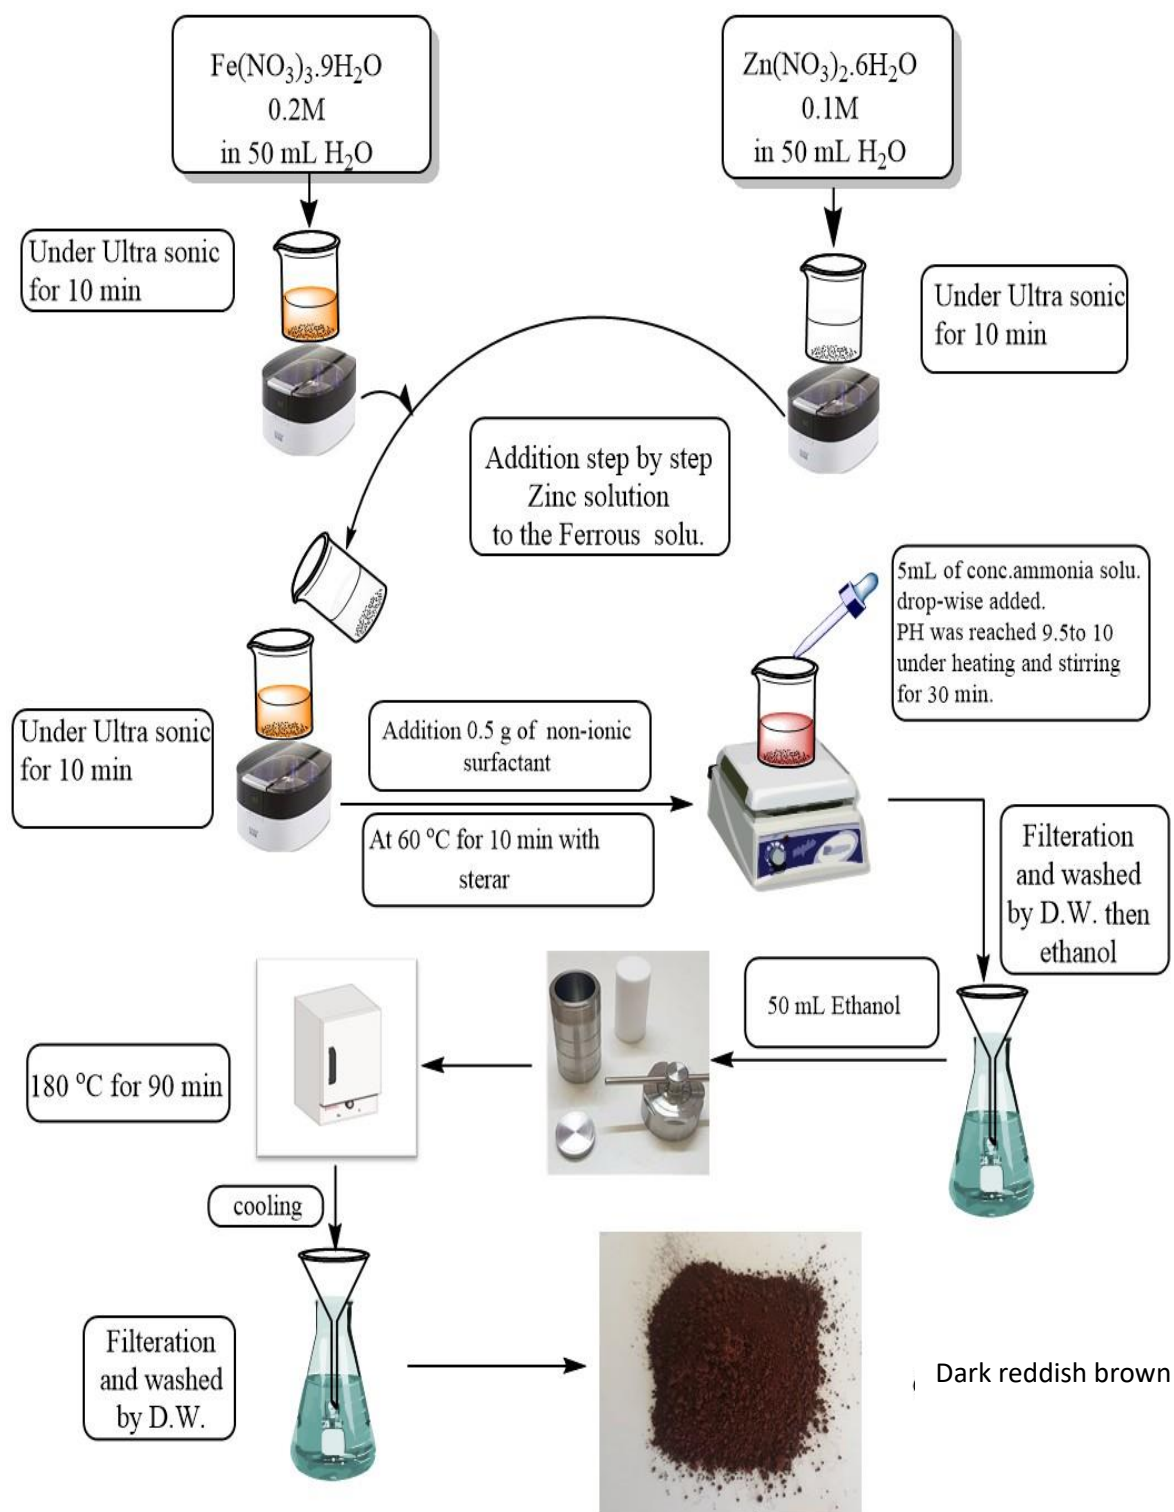 Fe(NO₃)₃.9H₂O
0.2M
in 50 mL H₂O
Zn(NO₃)₂.6H₂O
0.1M
in 50 mL H₂O
Under Ultra sonic
for 10 min
Under Ultra sonic
for 10 min
Addition step by step
Zinc solution
to the Ferrous solu.
5mL of conc.ammonia solu.
drop-wise added.
PH was reached 9.5to 10
under heating and stirring
for 30 min.
Under Ultra sonic
for 10 min
Addition 0.5 g of non-ionic
surfactant
At 60 °C for 10 min with
sterar
Filteration
and washed
by D.W. then
ethanol
50 mL Ethanol
180 °C for 90 min
cooling
Filteration
and washed
by D.W.
Dark reddish brown